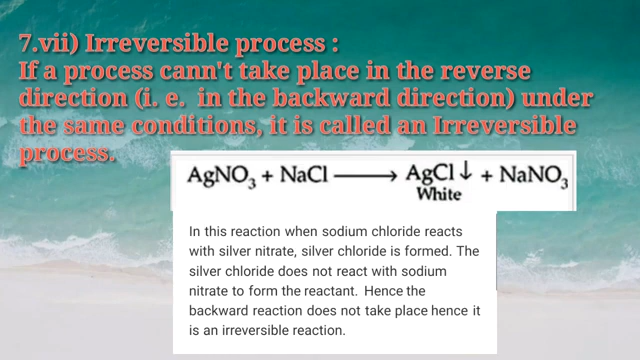 7.vii) Irreversible process :
If a process cann't take place in the reverse
direction (i. e.  in the backward direction) under
the same conditions, it is called an Irreversible
process.
AgNO₃ + NaCl ⟶ AgCl↓ + NaNO₃
White
In this reaction when sodium chloride reacts
with silver nitrate, silver chloride is formed. The
silver chloride does not react with sodium
nitrate to form the reactant.  Hence the
backward reaction does not take place hence it
is an irreversible reaction.